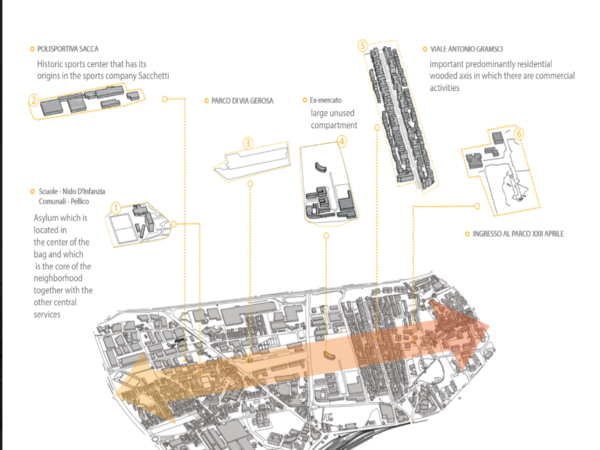 POLISPORTIVA SACCA
Historic sports center that has its
origins in the sports company Sacchetti
2
PARCO DI VIA GEROSA
3
Ex-mercato
large unused
compartment
4
5
VIALE ANTONIO GRAMSCI
important predominantly residential
wooded axis in which there are commercial
activities
6
INGRESSO AL PARCO XXII APRILE
Scuole - Nido D'Infanzia
Comunali - Pellico
1
Asylum which is
located in
the center of the
bag and which
is the core of the
neighborhood
together with the
other central
services